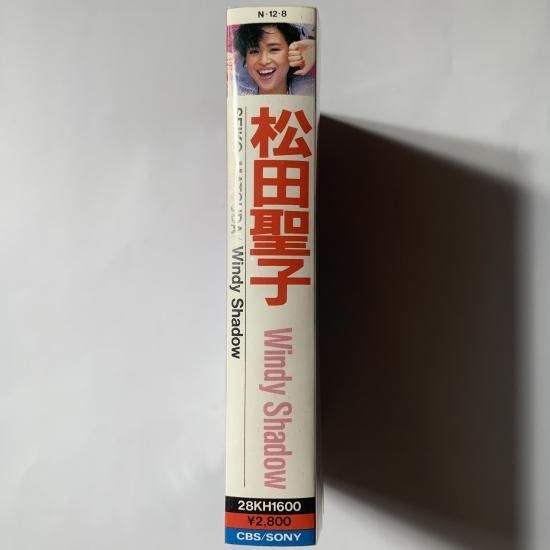 N・12・8
松田聖子
Windy Shadow
SEIKO MATSUDA / Windy Shadow
28KH1600
¥2,800
CBS/SONY